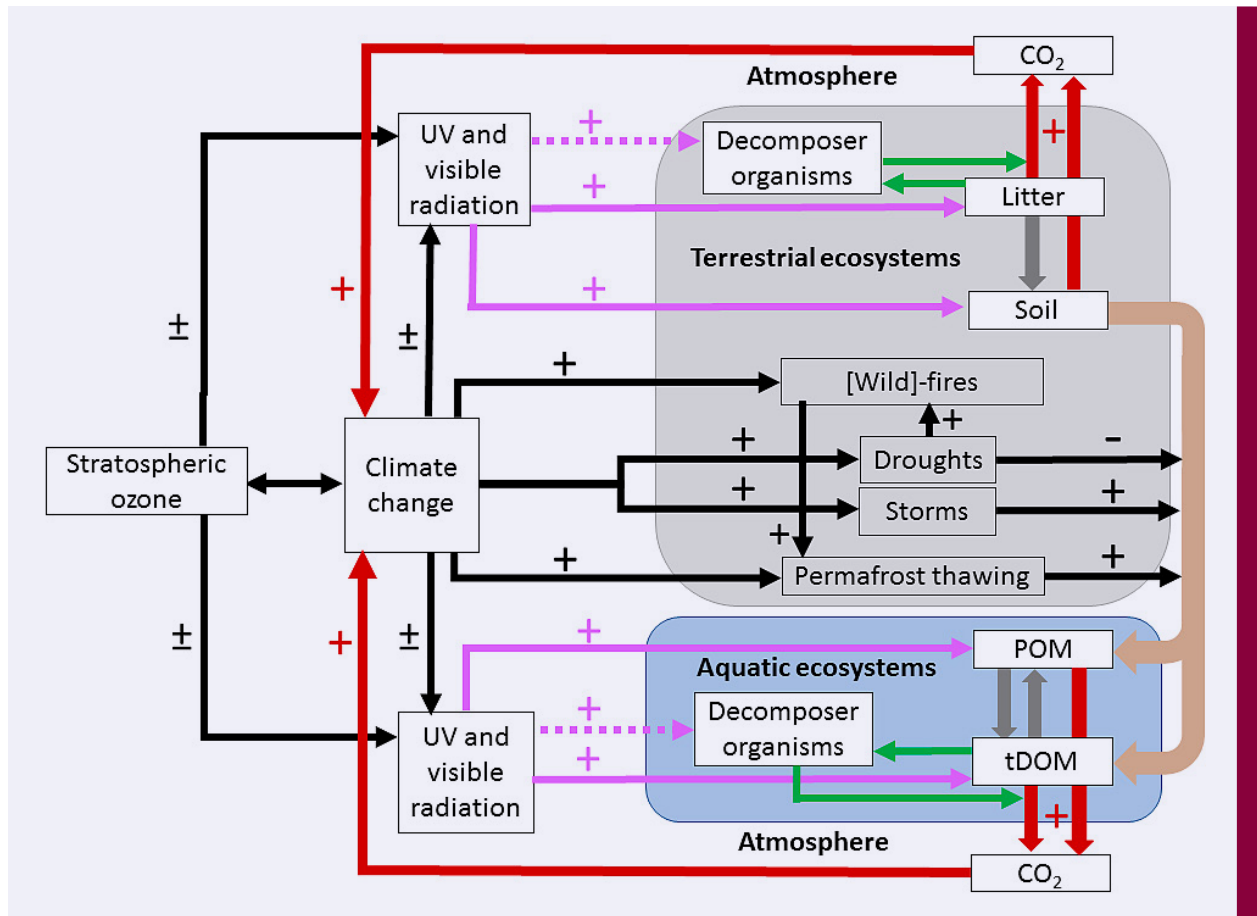 CO₂
Atmosphere
+
+
UV and
visible
radiation
Decomposer
organisms
+
+
Litter
Terrestrial ecosystems
+
+
Soil
±
±
+
[Wild]-fires
+
+
-
Droughts
Stratospheric
ozone
Climate
change
+
+
Storms
+
+
+
Permafrost thawing
±
+
±
+
POM
Aquatic ecosystems
+
Decomposer
organisms
UV and
visible
radiation
+
tDOM
+
Atmosphere
CO₂